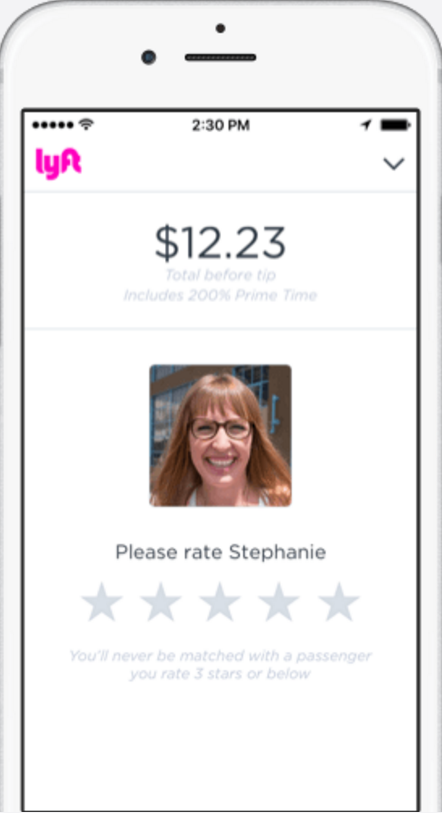 2:30 PM
lyft
$12.23
Total before tip
Includes 200% Prime Time
Please rate Stephanie
You'll never be matched with a passenger
you rate 3 stars or below